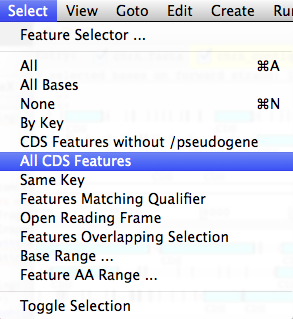 Select View Goto Edit Create Ru
Feature Selector ...
All ⌘A
All Bases
None ⌘N
By Key
CDS Features without /pseudogene
All CDS Features
Same Key
Features Matching Qualifier
Open Reading Frame
Features Overlapping Selection
Base Range ...
Feature AA Range ...
Toggle Selection